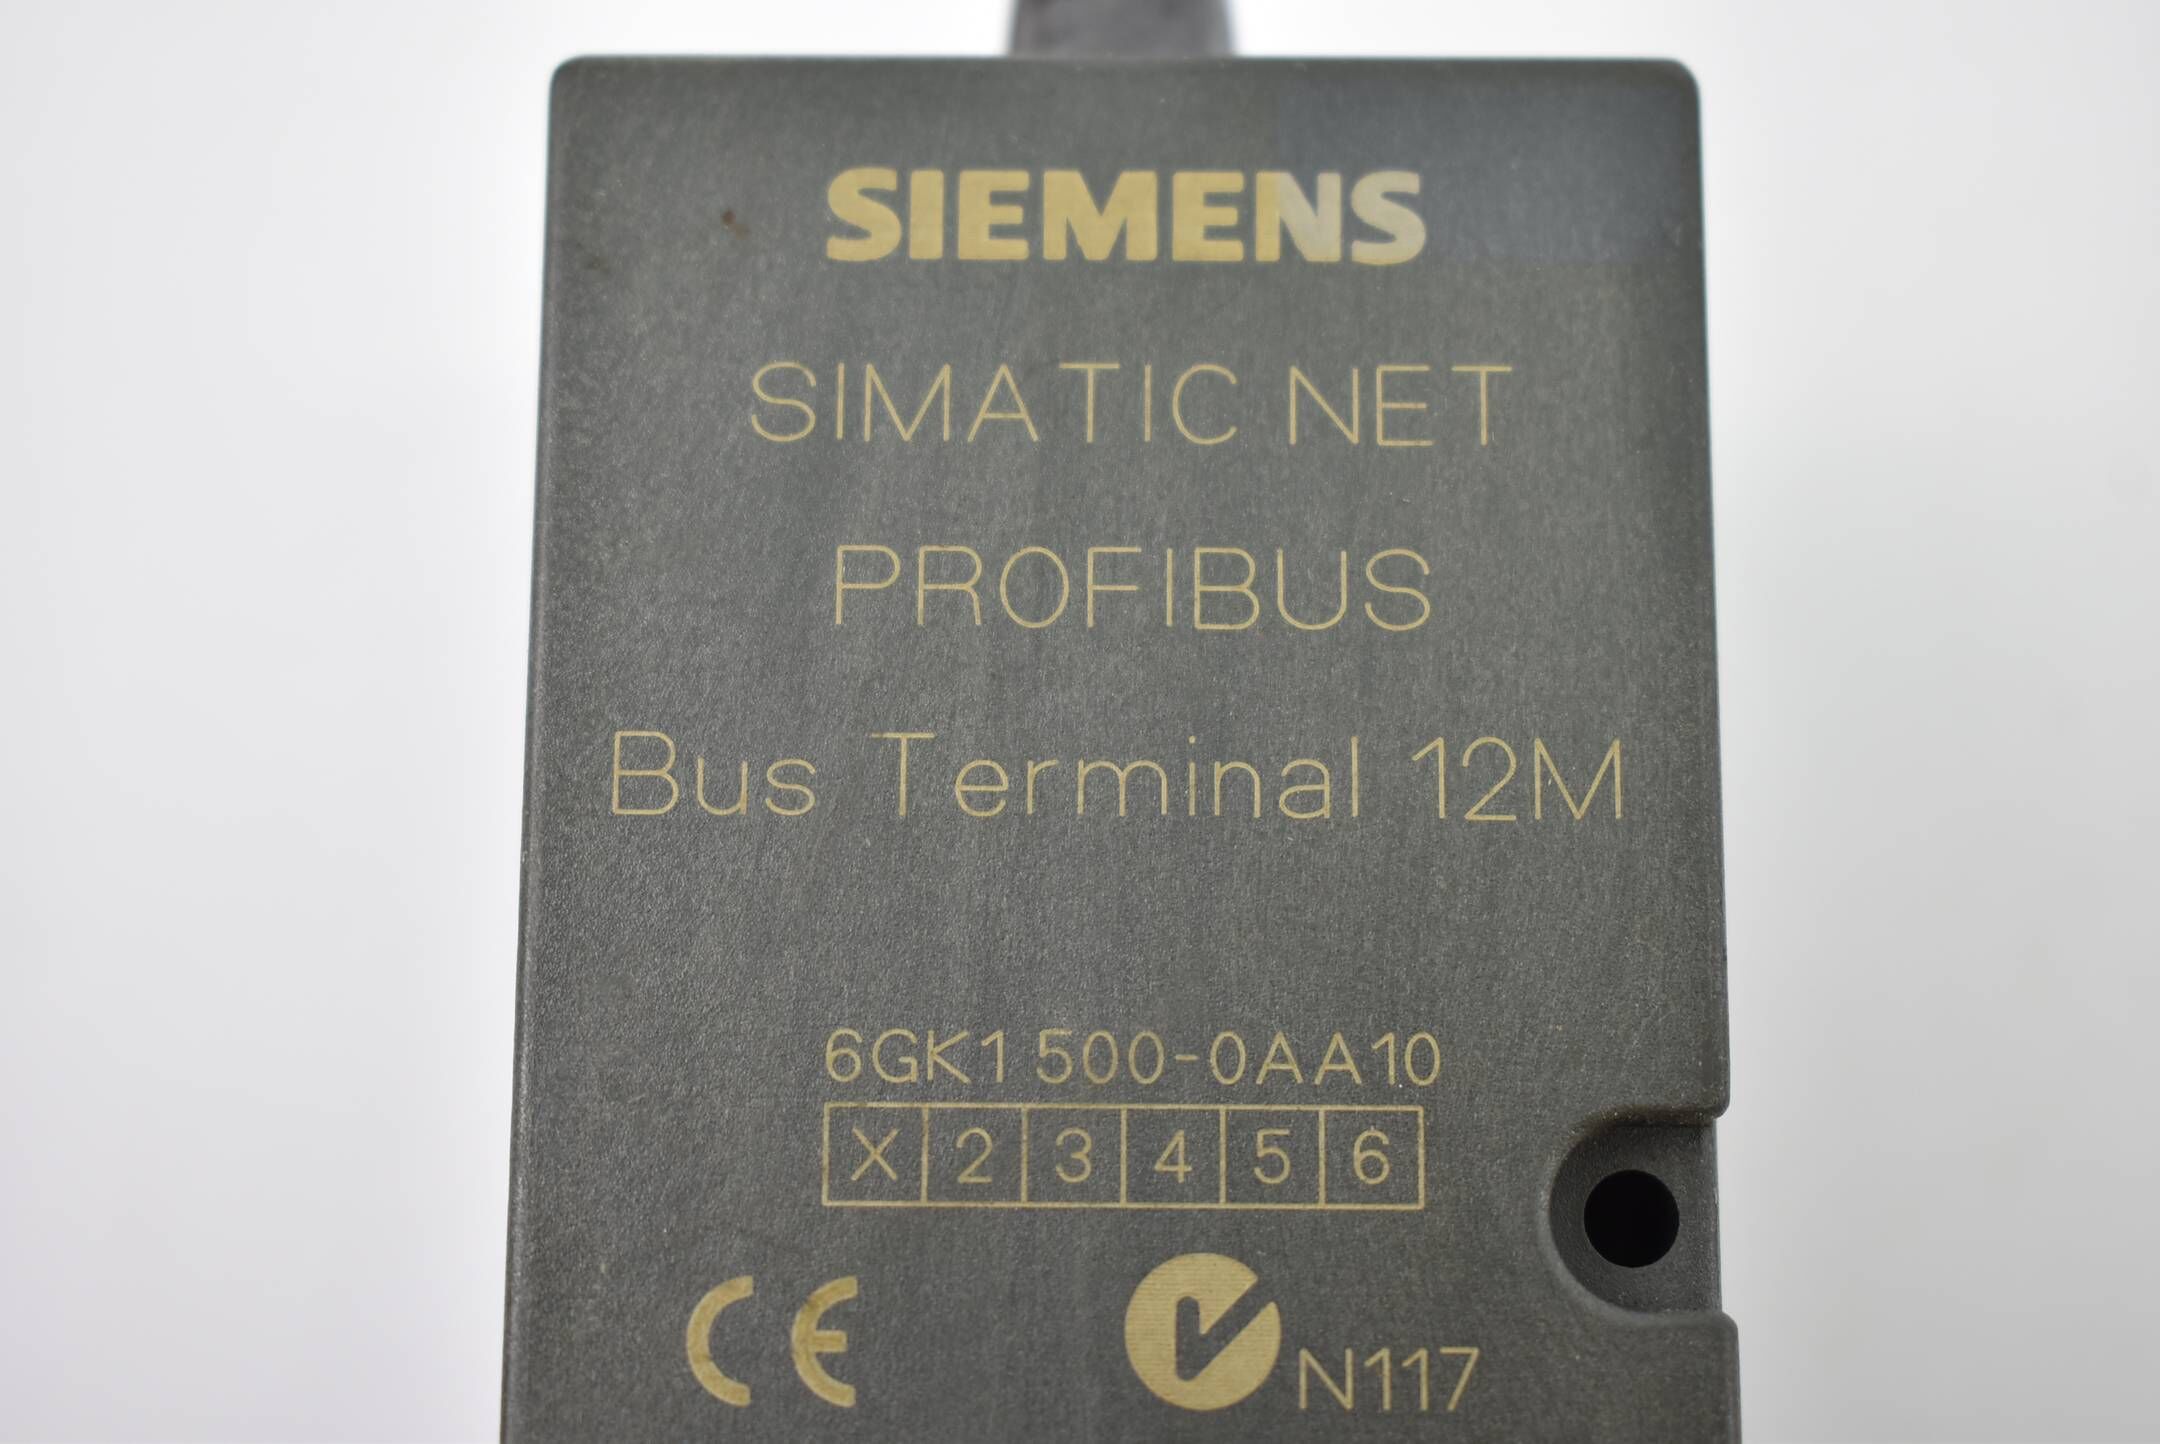 SIEMENS
SIMATIC NET
PROFIBUS
Bus Terminal 12M
6GK1 500-0AA10
X 2 3 4 5 6
CE N117